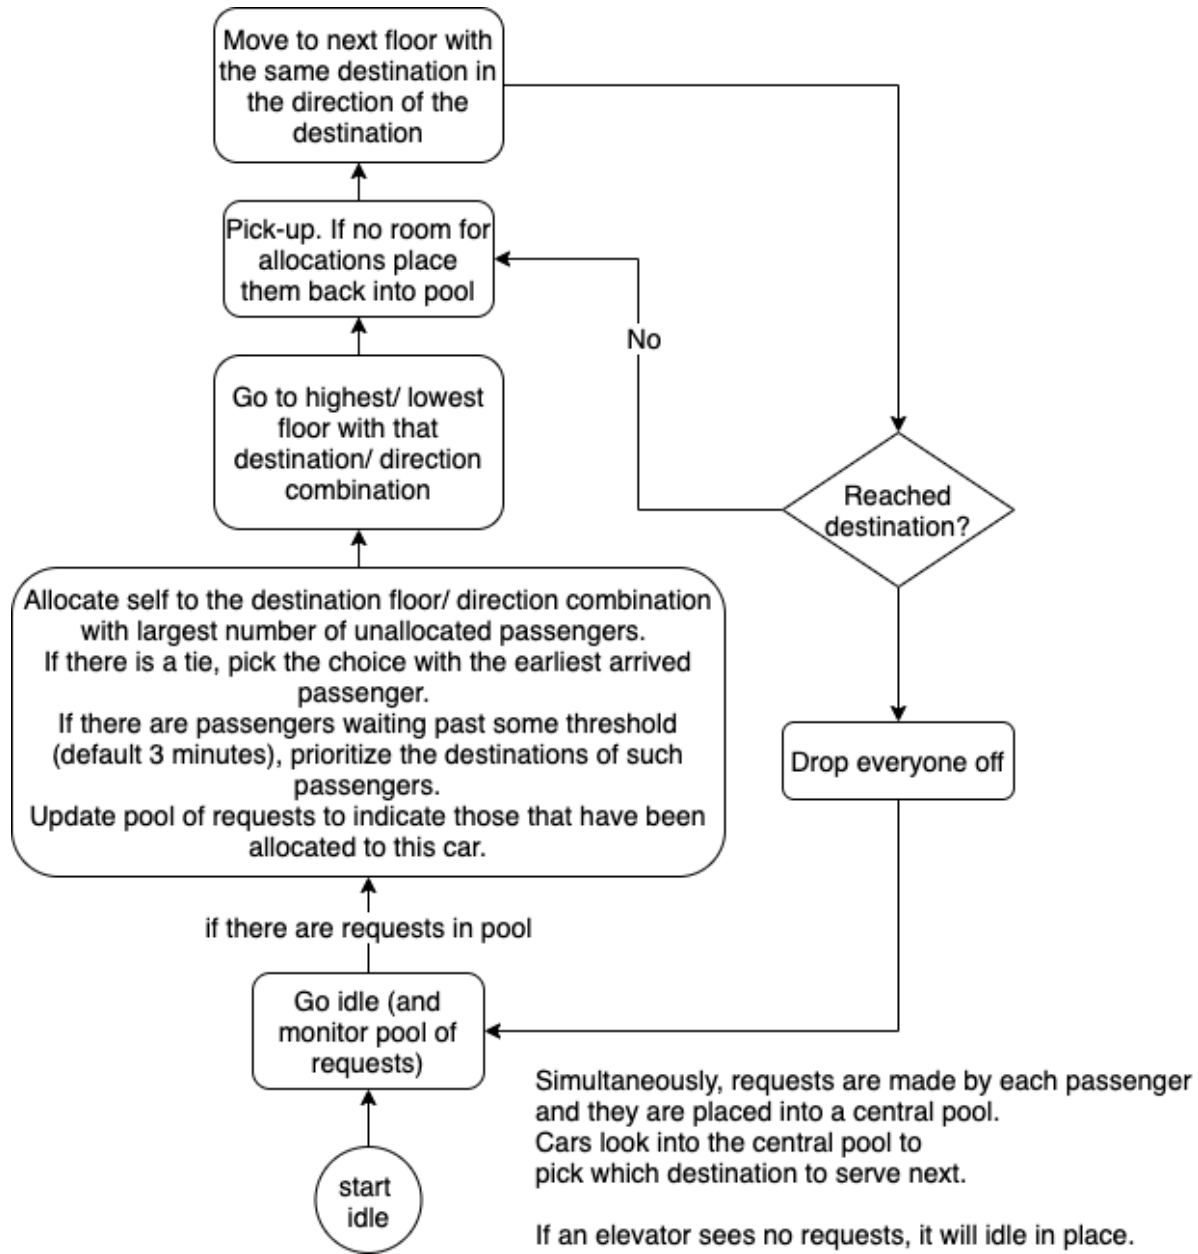 Move to next floor with
the same destination in
the direction of the
destination
Pick-up. If no room for
allocations place
them back into pool
No
Go to highest/ lowest
floor with that
destination/ direction
combination
Reached
destination?
Allocate self to the destination floor/ direction combination
with largest number of unallocated passengers.
If there is a tie, pick the choice with the earliest arrived
passenger.
If there are passengers waiting past some threshold
(default 3 minutes), prioritize the destinations of such
passengers.
Update pool of requests to indicate those that have been
allocated to this car.
Drop everyone off
if there are requests in pool
Go idle (and
monitor pool of
requests)
Simultaneously, requests are made by each passenger
and they are placed into a central pool.
Cars look into the central pool to
pick which destination to serve next.
If an elevator sees no requests, it will idle in place.
start
idle